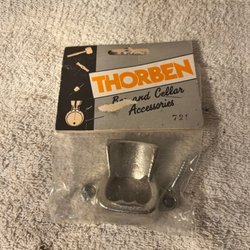 THORBEN
Bar and Cellar
Accessories
721